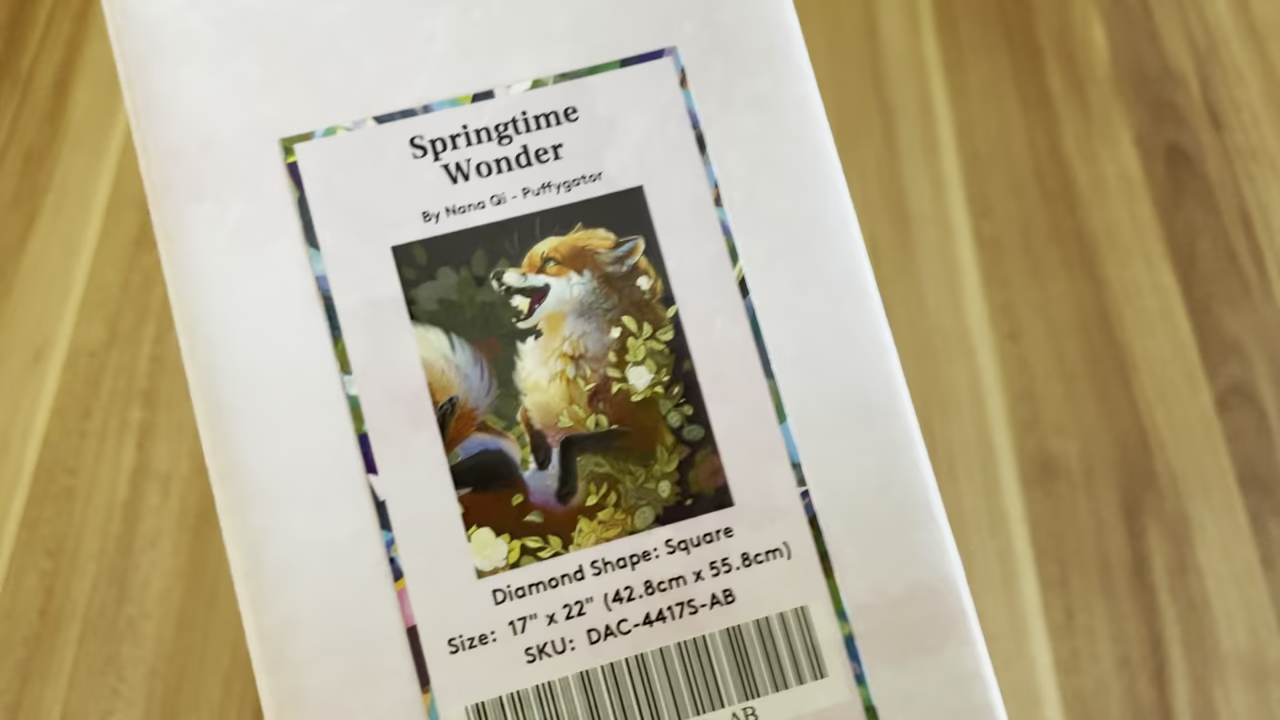 Springtime
Wonder
By Nana Qi - Puffygator
Diamond Shape: Square
Size: 17" x 22" (42.8cm x 55.8cm)
SKU: DAC-4417S-AB
AB